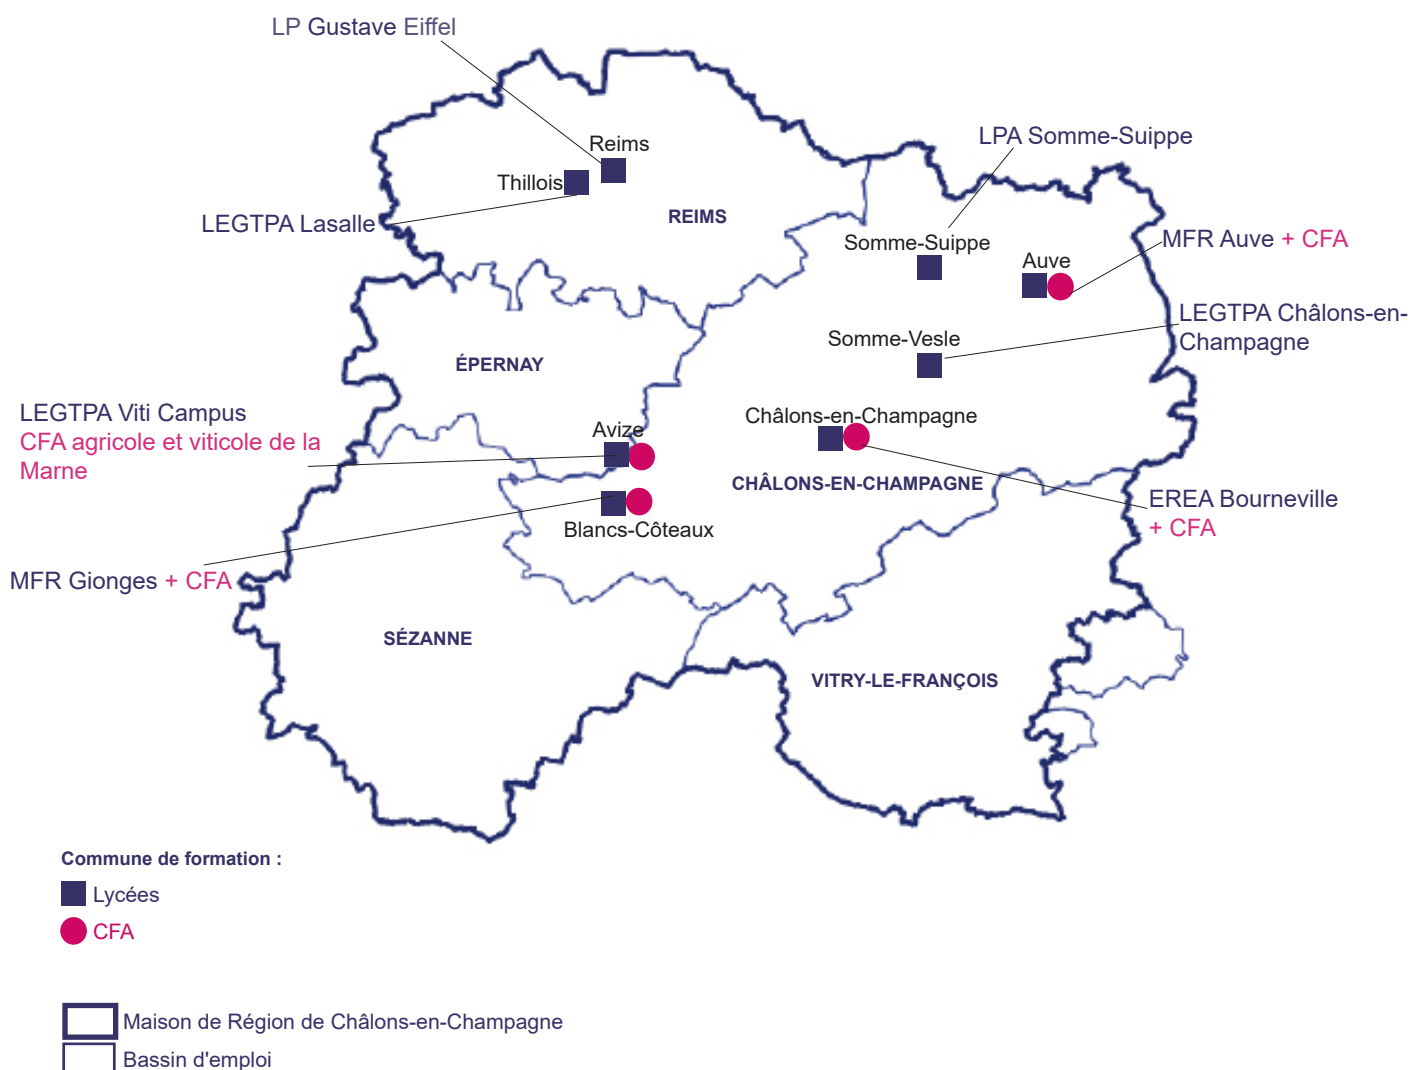 LP Gustave Eiffel
Reims
Thillois
LPA Somme-Suippe
LEGTPA Lasalle
REIMS
Somme-Suippe
MFR Auve + CFA
Auve
LEGTPA Châlons-en-
Champagne
Somme-Vesle
ÉPERNAY
LEGTPA Viti Campus
CFA agricole et viticole de la
Marne
Avize
Châlons-en-Champagne
CHÂLONS-EN-CHAMPAGNE
EREA Bourneville
+ CFA
Blancs-Côteaux
MFR Gionges + CFA
SÉZANNE
VITRY-LE-FRANÇOIS
Commune de formation :
Lycées
CFA
Maison de Région de Châlons-en-Champagne
Bassin d'emploi